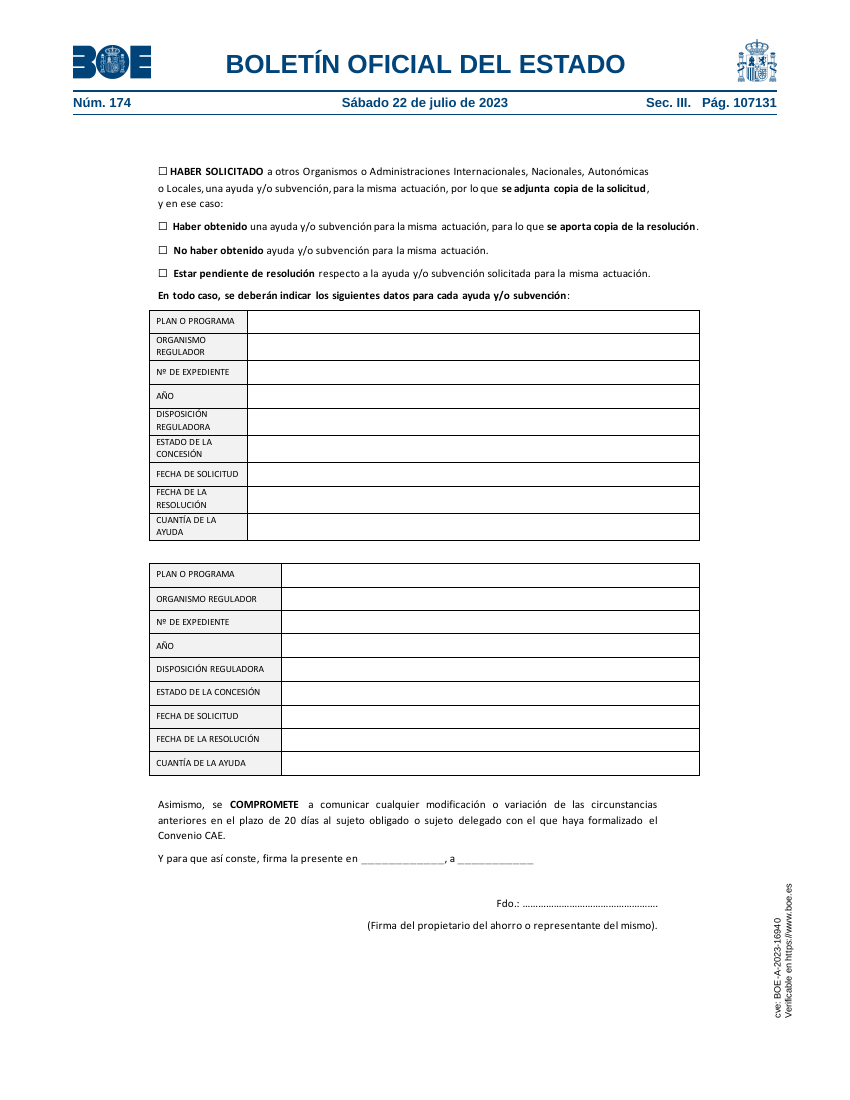 BOE
BOLETÍN OFICIAL DEL ESTADO
Núm. 174
Sábado 22 de julio de 2023
Sec. III. Pág. 107131
☐ HABER SOLICITADO a otros Organismos o Administraciones Internacionales, Nacionales, Autonómicas
o Locales, una ayuda y/o subvención, para la misma actuación, por lo que se adjunta copia de la solicitud,
y en ese caso:
☐ Haber obtenido una ayuda y/o subvención para la misma actuación, para lo que se aporta copia de la resolución.
☐ No haber obtenido ayuda y/o subvención para la misma actuación.
☐ Estar pendiente de resolución respecto a la ayuda y/o subvención solicitada para la misma actuación.
En todo caso, se deberán indicar los siguientes datos para cada ayuda y/o subvención:
PLAN O PROGRAMA
ORGANISMO
REGULADOR
Nº DE EXPEDIENTE
AÑO
DISPOSICIÓN
REGULADORA
ESTADO DE LA
CONCESIÓN
FECHA DE SOLICITUD
FECHA DE LA
RESOLUCIÓN
CUANTÍA DE LA
AYUDA
PLAN O PROGRAMA
ORGANISMO REGULADOR
Nº DE EXPEDIENTE
AÑO
DISPOSICIÓN REGULADORA
ESTADO DE LA CONCESIÓN
FECHA DE SOLICITUD
FECHA DE LA RESOLUCIÓN
CUANTÍA DE LA AYUDA
Asimismo, se COMPROMETE a comunicar cualquier modificación o variación de las circunstancias
anteriores en el plazo de 20 días al sujeto obligado o sujeto delegado con el que haya formalizado el
Convenio CAE.
Y para que así conste, firma la presente en _____________, a ____________
Fdo.: …………………………………………….
(Firma del propietario del ahorro o representante del mismo).
cve: BOE-A-2023-16940
Verificable en https://www.boe.es